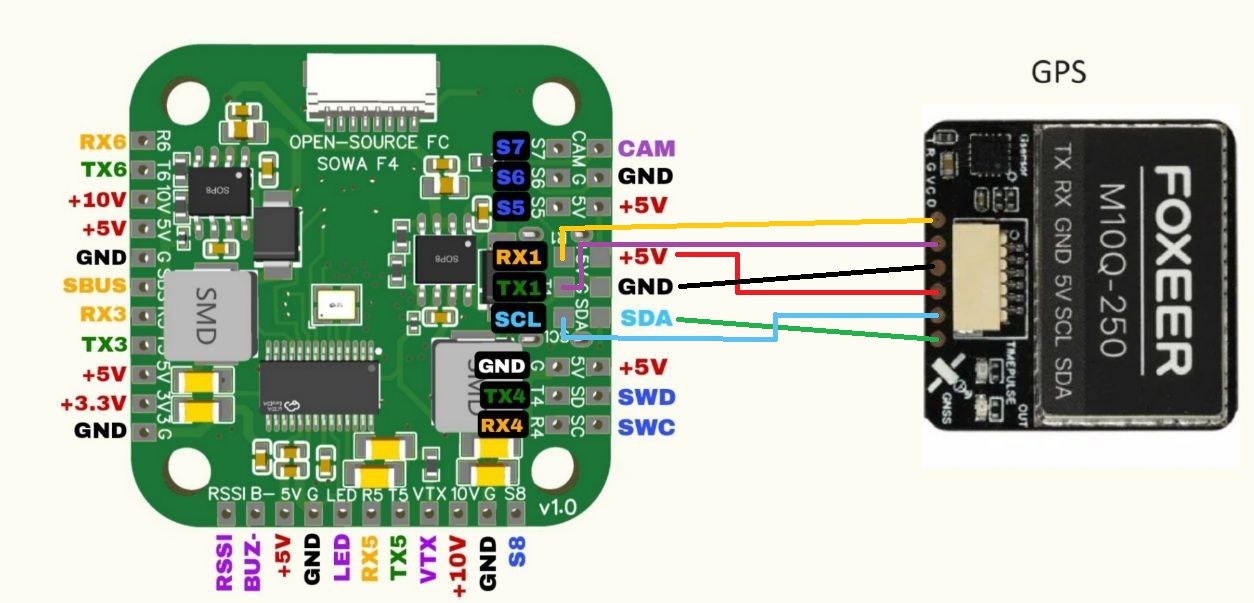 GPS
OPEN-SOURCE FC
SOWA F4
RX6
TX6
+10V
+5V
GND
SBUS
RX3
TX3
+5V
+3.3V
GND
R6
T6
10V
5V
G
5V
3V3
G
SOP8
SOP8
SMD
SMD
S7
S6
S5
RX1
TX1
SCL
GND
TX4
RX4
S7
S6
S5
G
T4
R4
CAM
G
5V
SDA
5V
SD
SC
CAM
GND
+5V
+5V
GND
SDA
+5V
SWD
SWC
RSSI B- 5V G LED R5 T5 VTX 10V G S8
v1.0
RSSI
BUZ-
+5V
GND
LED
RX5
TX5
VTX
+10V
GND
S8
T R G V C D
Gsensor
TIMEPULSE
OUT
GNSS
TX RX GND 5V SCL SDA
M10Q-250
FOXEER